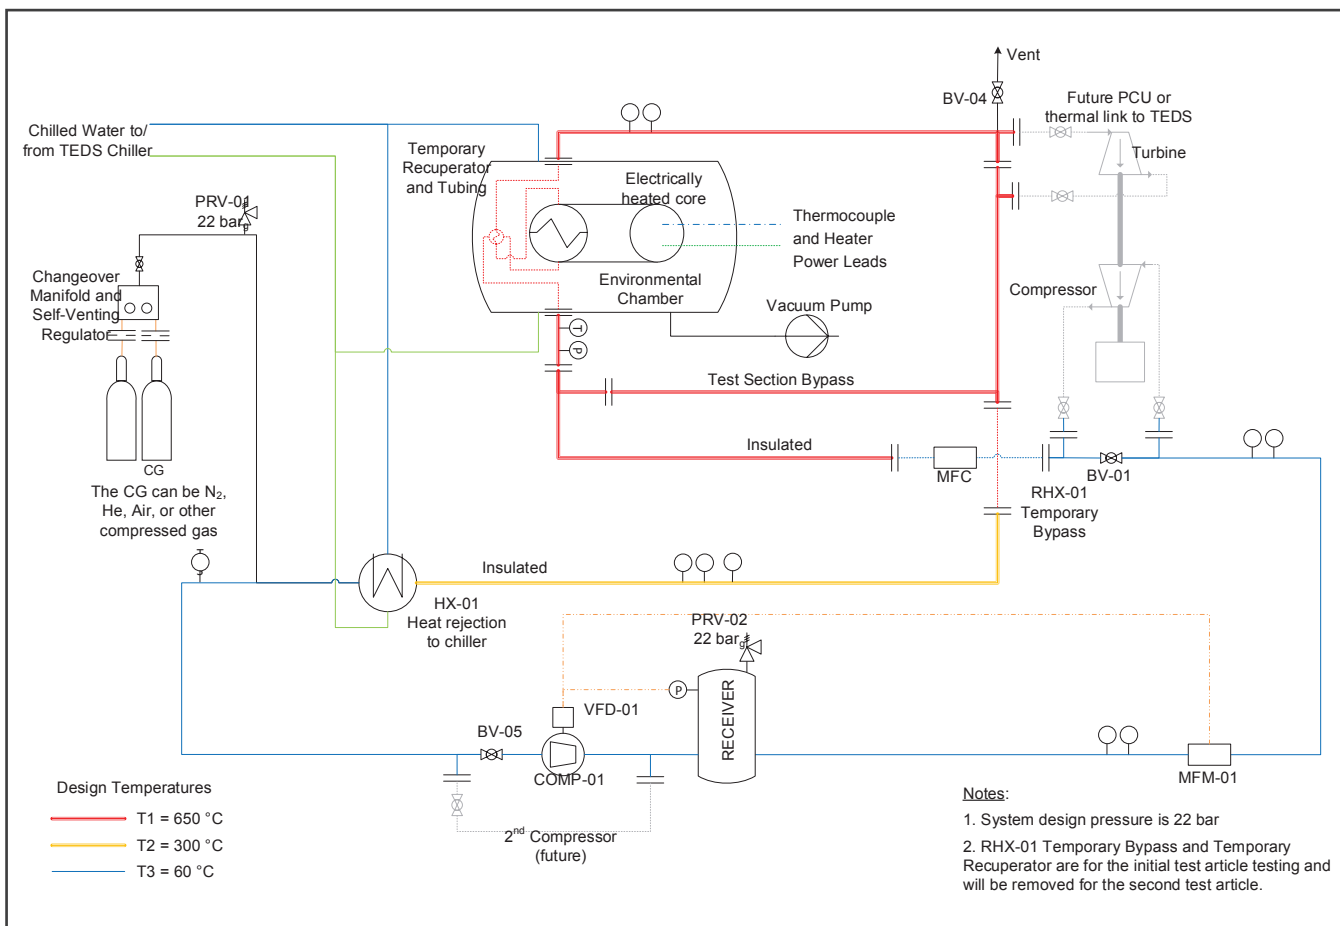 Vent
BV-04
Future PCU or
thermal link to TEDS
Turbine
Chilled Water to/
from TEDS Chiller
Temporary
Recuperator
and Tubing
Electrically
heated core
Thermocouple
and Heater
Power Leads
PRV-01
22 barg
Changeover
Manifold and
Self-Venting
Regulator
Environmental
Chamber
Vacuum Pump
Compressor
T
P
Test Section Bypass
Insulated
MFC
BV-01
RHX-01
Temporary
Bypass
CG
The CG can be N₂,
He, Air, or other
compressed gas
T
Insulated
HX-01
Heat rejection
to chiller
PRV-02
22 barg
P
RECEIVER
VFD-01
BV-05
COMP-01
MFM-01
2nd Compressor
(future)
Design Temperatures
T1 = 650 °C
T2 = 300 °C
T3 = 60 °C
Notes:
1. System design pressure is 22 bar
2. RHX-01 Temporary Bypass and Temporary
Recuperator are for the initial test article testing and
will be removed for the second test article.